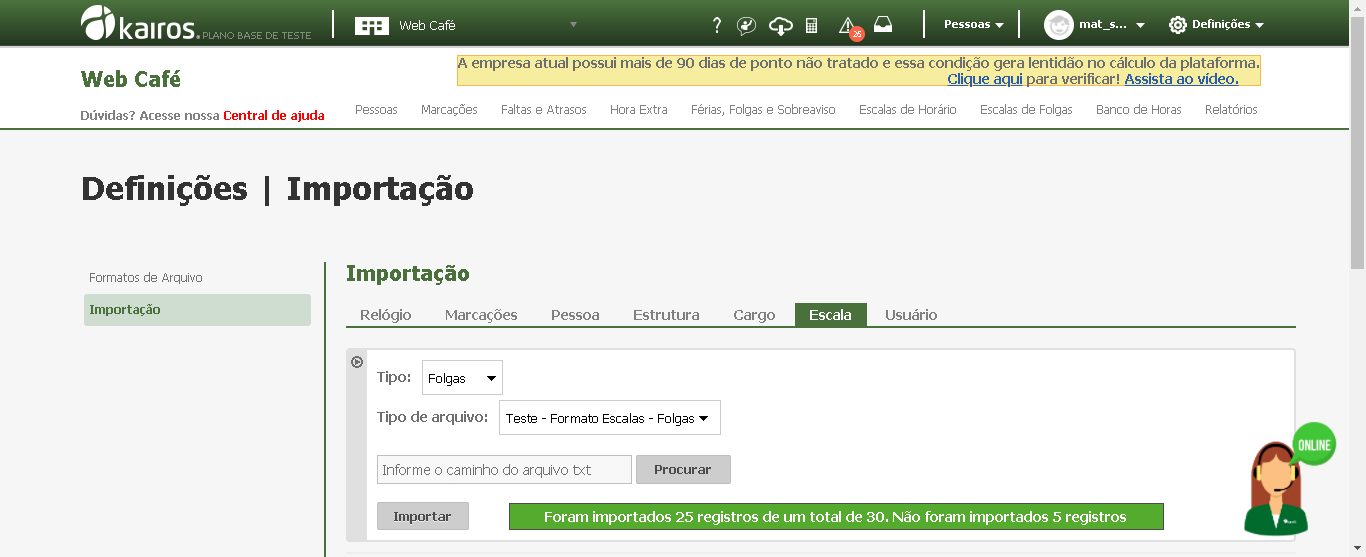 kairos. PLANO BASE DE TESTE
Web Café
?
26
Pessoas
mat_s...
Definições
Web Café
A empresa atual possui mais de 90 dias de ponto não tratado e essa condição gera lentidão no cálculo da plataforma.
Clique aqui para verificar! Assista ao vídeo.
Dúvidas? Acesse nossa Central de ajuda
Pessoas Marcações Faltas e Atrasos Hora Extra Férias, Folgas e Sobreaviso Escalas de Horário Escalas de Folgas Banco de Horas Relatórios
Definições | Importação
Formatos de Arquivo
Importação
Importação
Relógio Marcações Pessoa Estrutura Cargo Escala Usuário
Tipo: Folgas
Tipo de arquivo: Teste - Formato Escalas - Folgas
Informe o caminho do arquivo txt Procurar
Importar Foram importados 25 registros de um total de 30. Não foram importados 5 registros
ONLINE